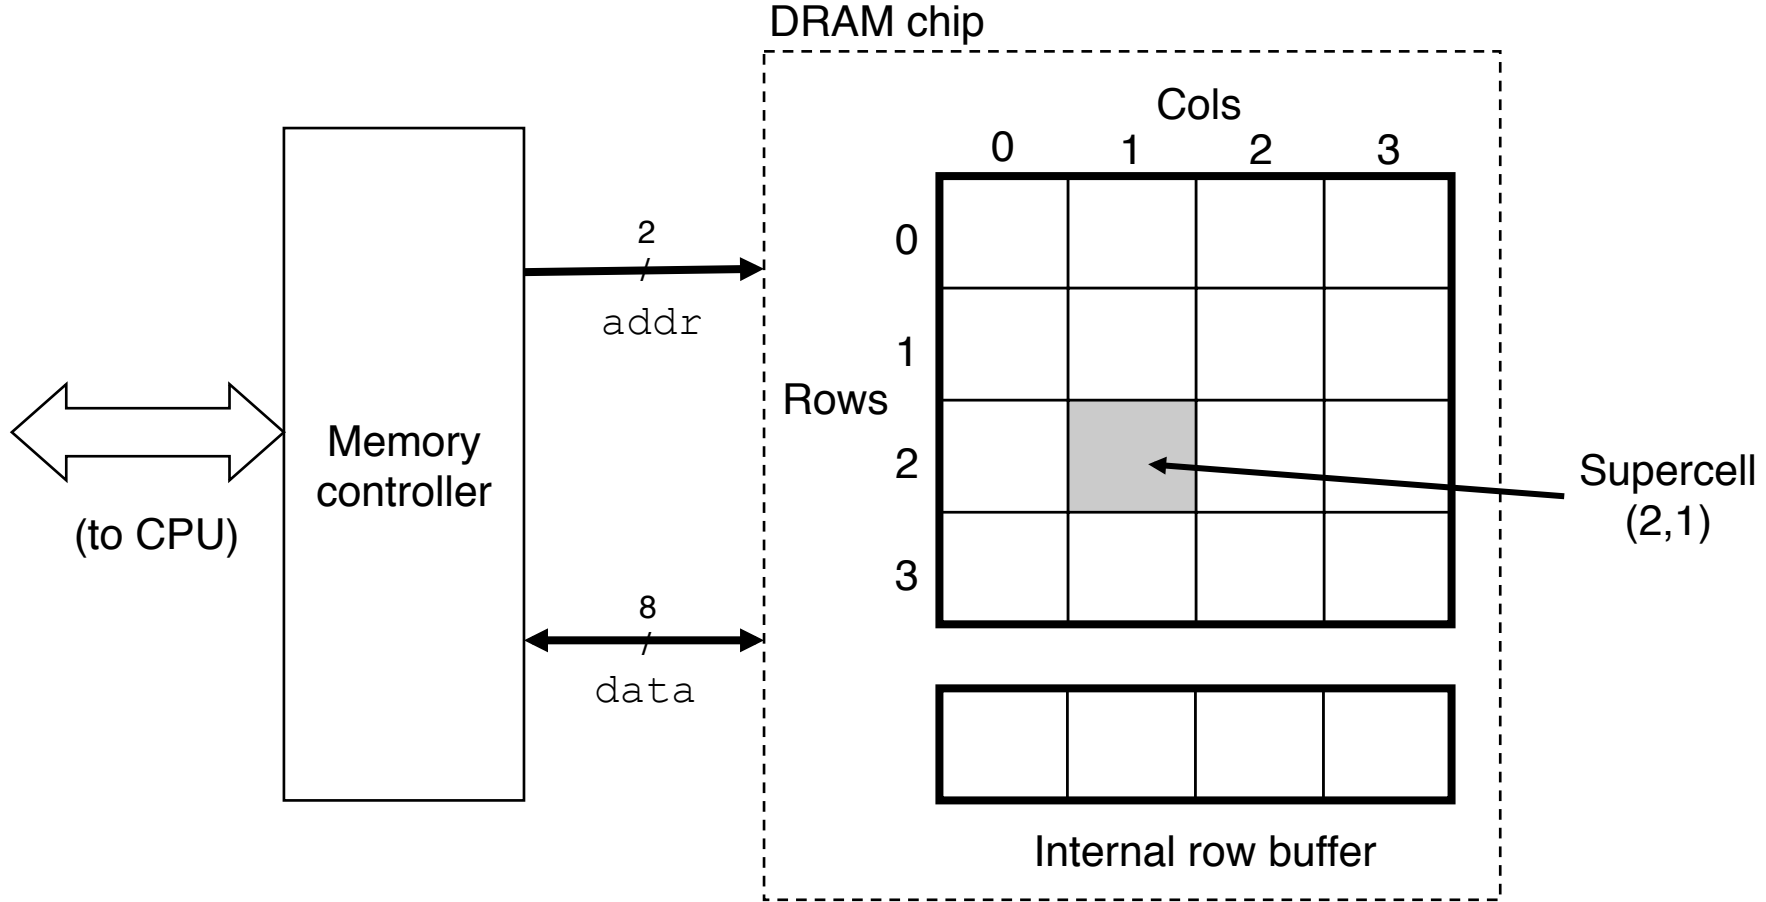 DRAM chip
Cols
0 1 2 3
0
1
2
3
Rows
2
addr
Memory
controller
(to CPU)
8
data
Supercell
(2,1)
Internal row buffer